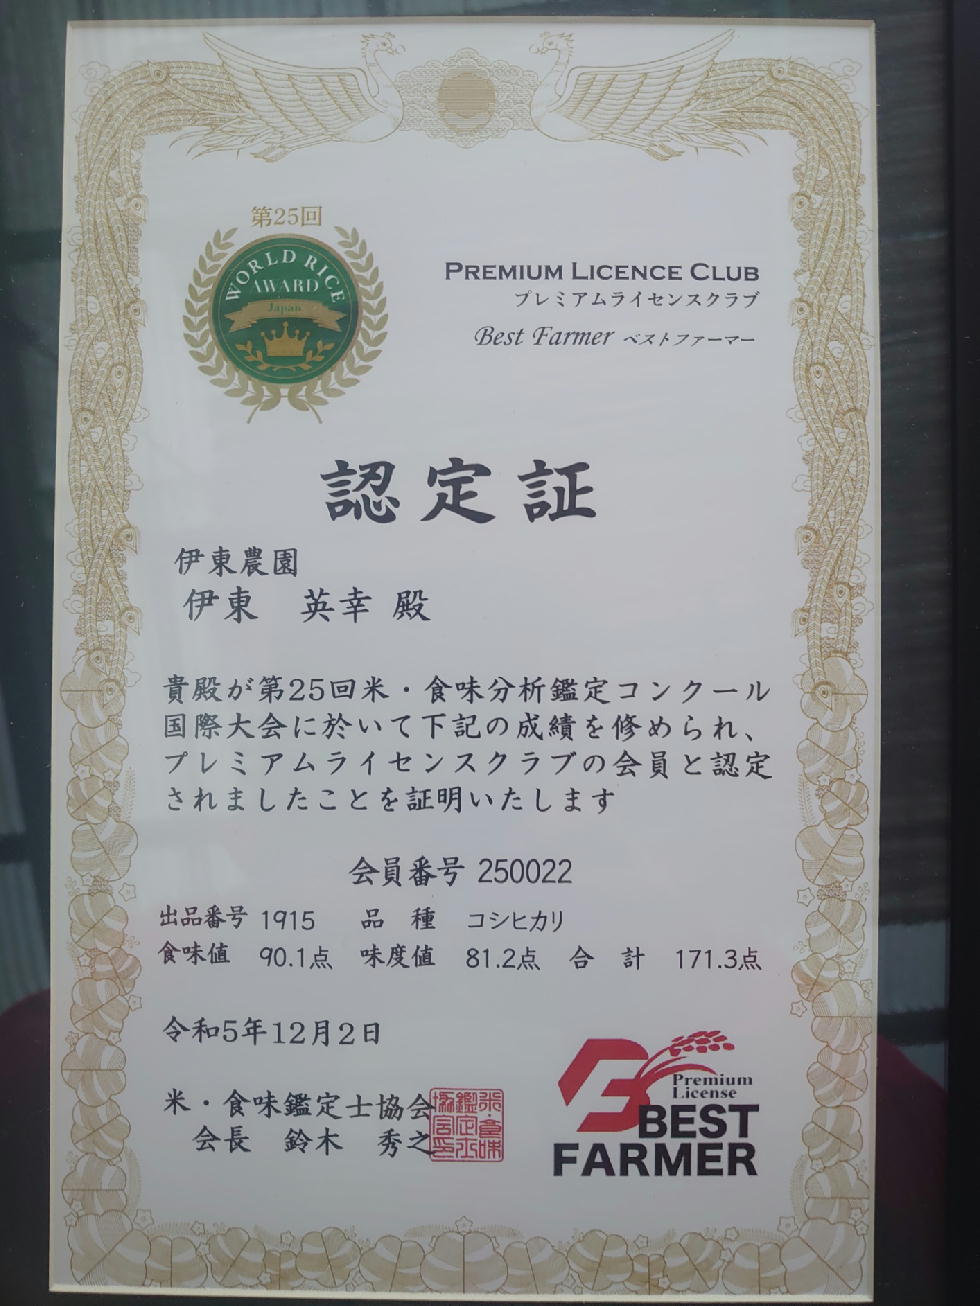 第25回
WORLD RICE
AWARD
Japan
PREMIUM LICENCE CLUB
プレミアムライセンスクラブ
Best Farmer ベストファーマー
認定証
伊東農園
伊東 英幸 殿
貴殿が第25回米・食味分析鑑定コンクール
国際大会に於いて下記の成績を修められ、
プレミアムライセンスクラブの会員と認定
されましたことを証明いたします
会員番号 250022
出品番号 1915 品 種 コシヒカリ
食味値 90.1点 味度値 81.2点 合 計 171.3点
令和5年12月2日
米・食味鑑定士協会
会長 鈴木 秀之
Premium
License
BEST
FARMER